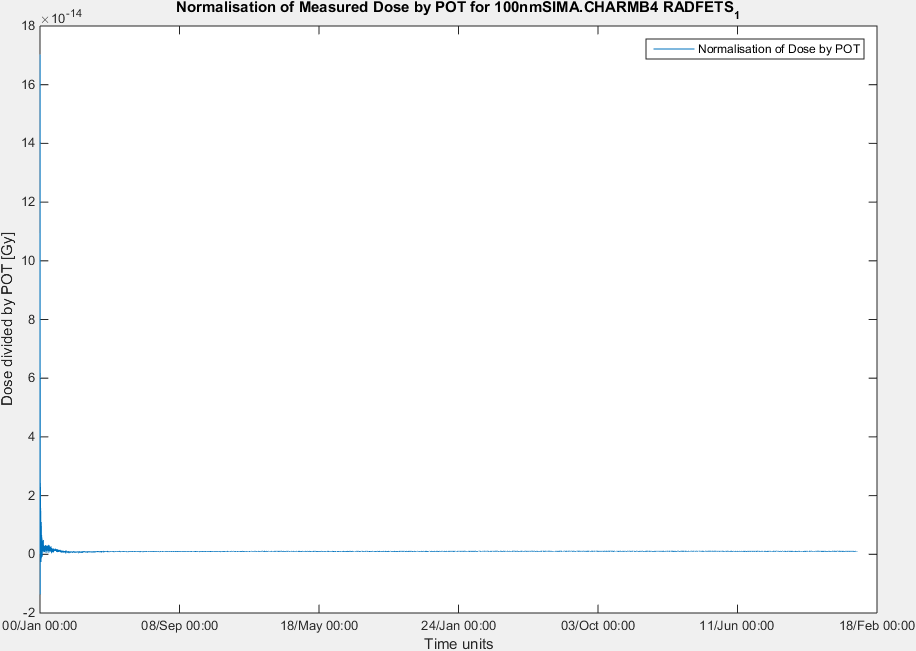 Normalisation of Measured Dose by POT for 100nmSIMA.CHARMB4 RADFETS1
×10-14
18
16
14
12
10
8
6
4
2
0
-2
Dose divided by POT [Gy]
Normalisation of Dose by POT
00/Jan 00:00 08/Sep 00:00 18/May 00:00 24/Jan 00:00 03/Oct 00:00 11/Jun 00:00 18/Feb 00:00
Time units